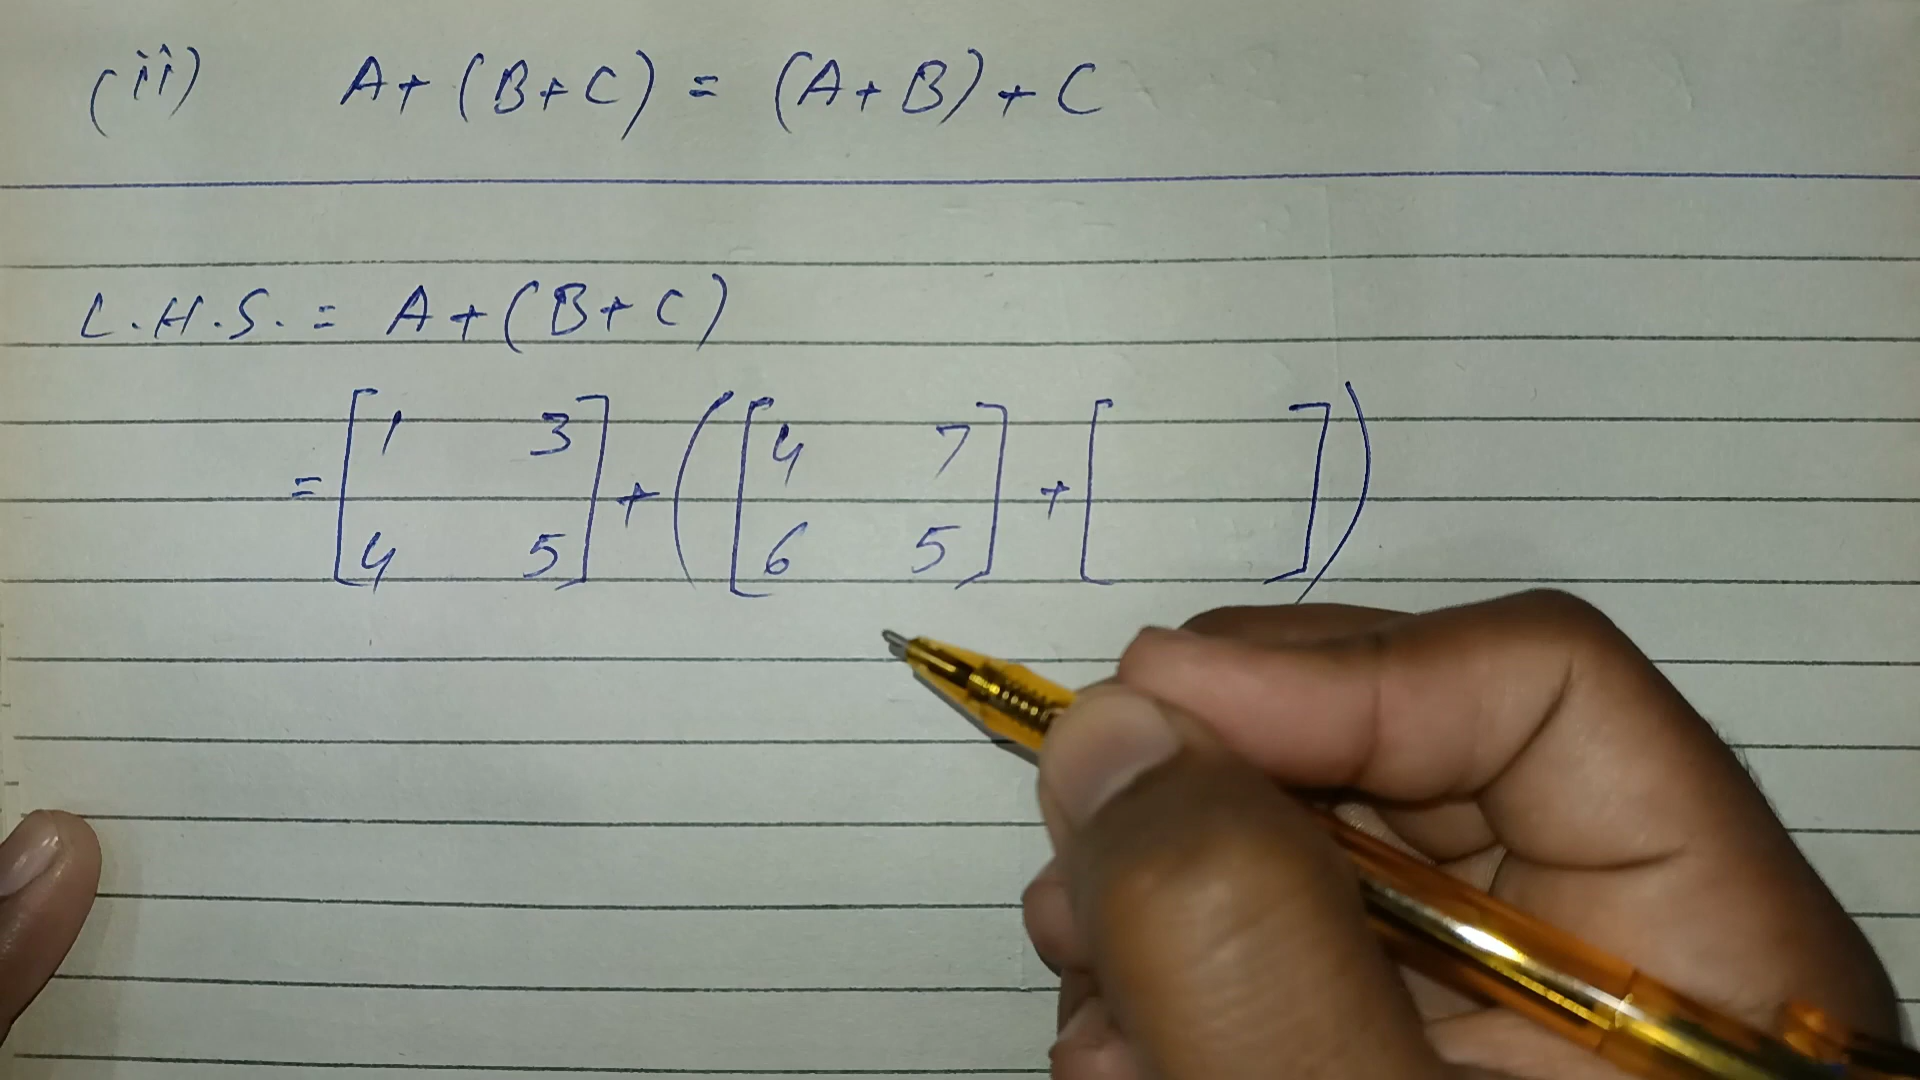 (ii) A + (B + C) = (A + B) + C
L.H.S. = A + (B + C)
= [1 3 4 5] + ([4 7 6 5] + [ ])